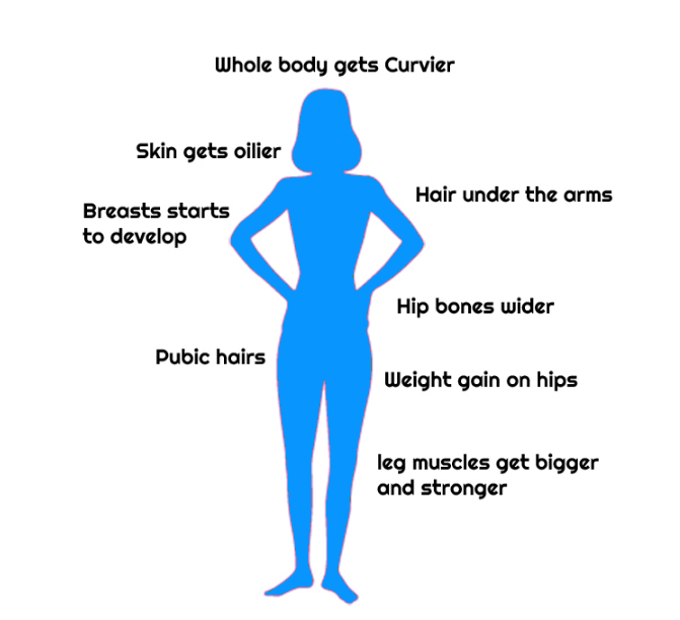 Whole body gets Curvier
Skin gets oilier
Hair under the arms
Breasts starts
to develop
Hip bones wider
Pubic hairs
Weight gain on hips
leg muscles get bigger
and stronger